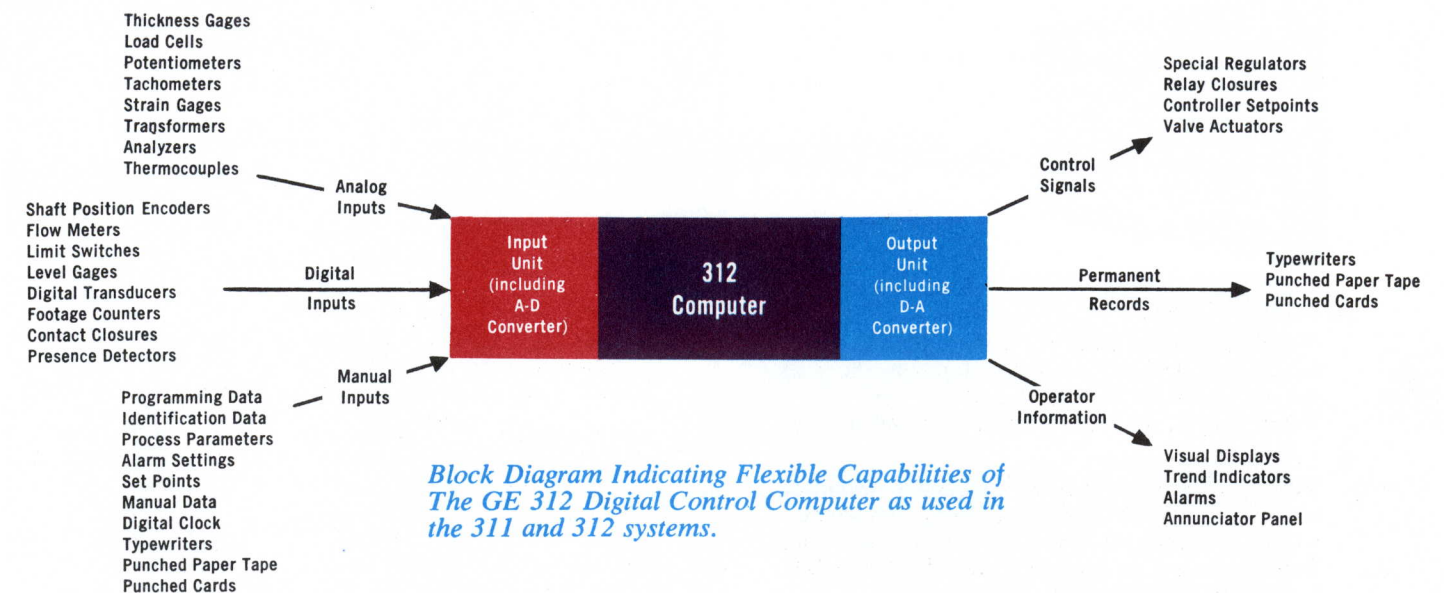 Thickness Gages
Load Cells
Potentiometers
Tachometers
Strain Gages
Transformers
Analyzers
Thermocouples
Analog
Inputs
Shaft Position Encoders
Flow Meters
Limit Switches
Level Gages
Digital Transducers
Footage Counters
Contact Closures
Presence Detectors
Digital
Inputs
Programming Data
Identification Data
Process Parameters
Alarm Settings
Set Points
Manual Data
Digital Clock
Typewriters
Punched Paper Tape
Punched Cards
Manual
Inputs
Input
Unit
(including
A-D
Converter)
312
Computer
Output
Unit
(including
D-A
Converter)
Control
Signals
Special Regulators
Relay Closures
Controller Setpoints
Valve Actuators
Permanent
Records
Typewriters
Punched Paper Tape
Punched Cards
Operator
Information
Visual Displays
Trend Indicators
Alarms
Annunciator Panel
Block Diagram Indicating Flexible Capabilities of
The GE 312 Digital Control Computer as used in
the 311 and 312 systems.